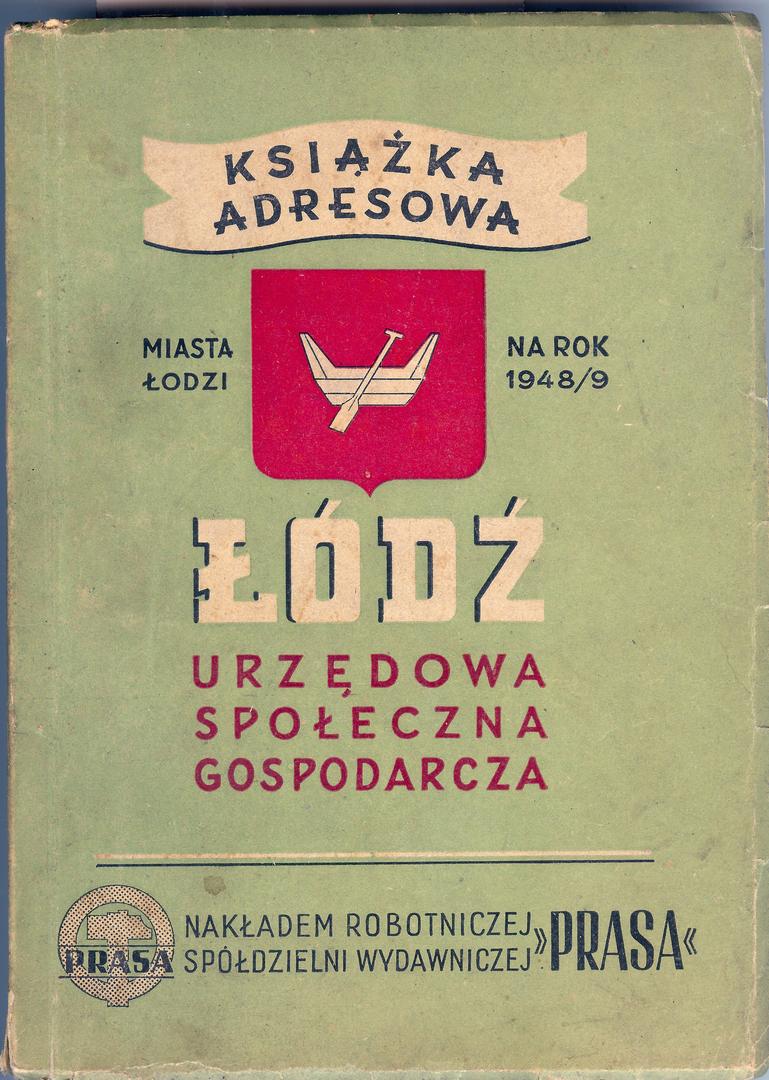 KSIĄŻKA
ADRESOWA
MIASTA
ŁODZI
NA ROK
1948/9
ŁÓDŹ
URZĘDOWA
SPOŁECZNA
GOSPODARCZA
PRASA
NAKŁADEM ROBOTNICZEJ
SPÓŁDZIELNI WYDAWNICZEJ
»PRASA«